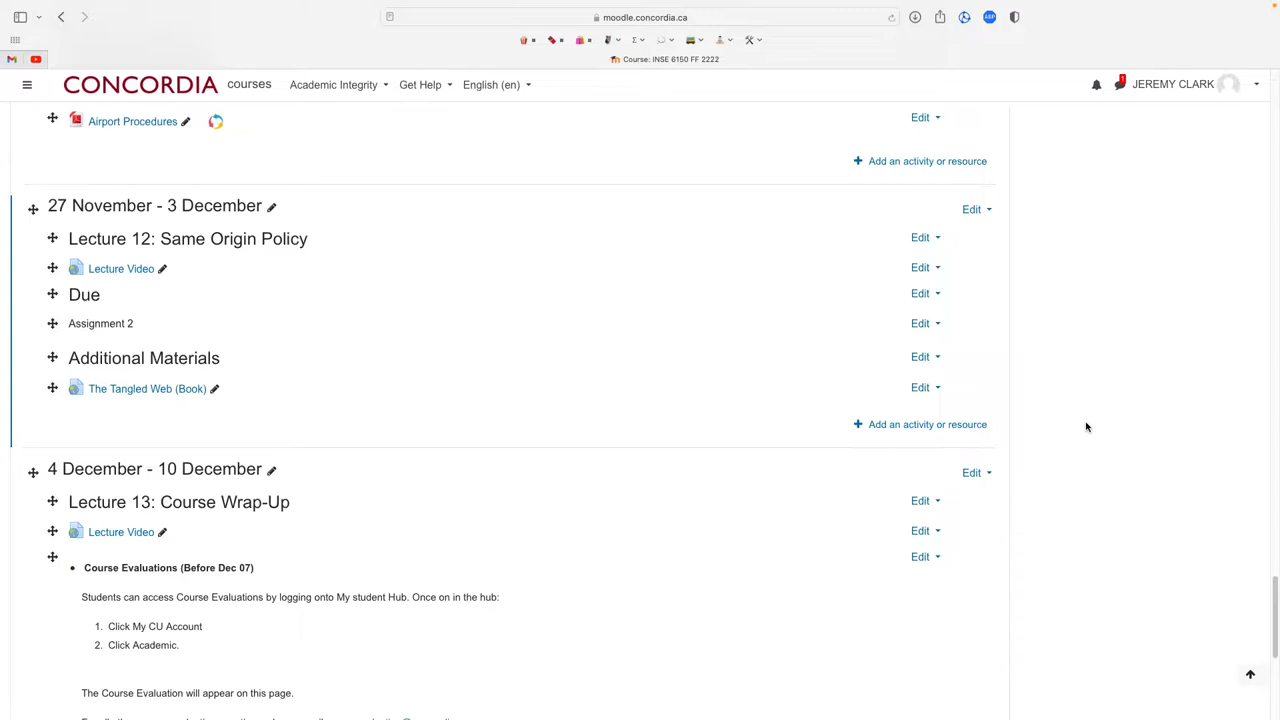 moodle.concordia.ca
ABP
Course: INSE 6150 FF 2222
CONCORDIA courses Academic Integrity Get Help English (en) 1 JEREMY CLARK
Airport Procedures Edit
Add an activity or resource
27 November - 3 December Edit
Lecture 12: Same Origin Policy Edit
Lecture Video Edit
Due Edit
Assignment 2 Edit
Additional Materials Edit
The Tangled Web (Book) Edit
Add an activity or resource
4 December - 10 December Edit
Lecture 13: Course Wrap-Up Edit
Lecture Video Edit
Edit
Course Evaluations (Before Dec 07)
Students can access Course Evaluations by logging onto My student Hub. Once on in the hub:
1. Click My CU Account
2. Click Academic.
The Course Evaluation will appear on this page.